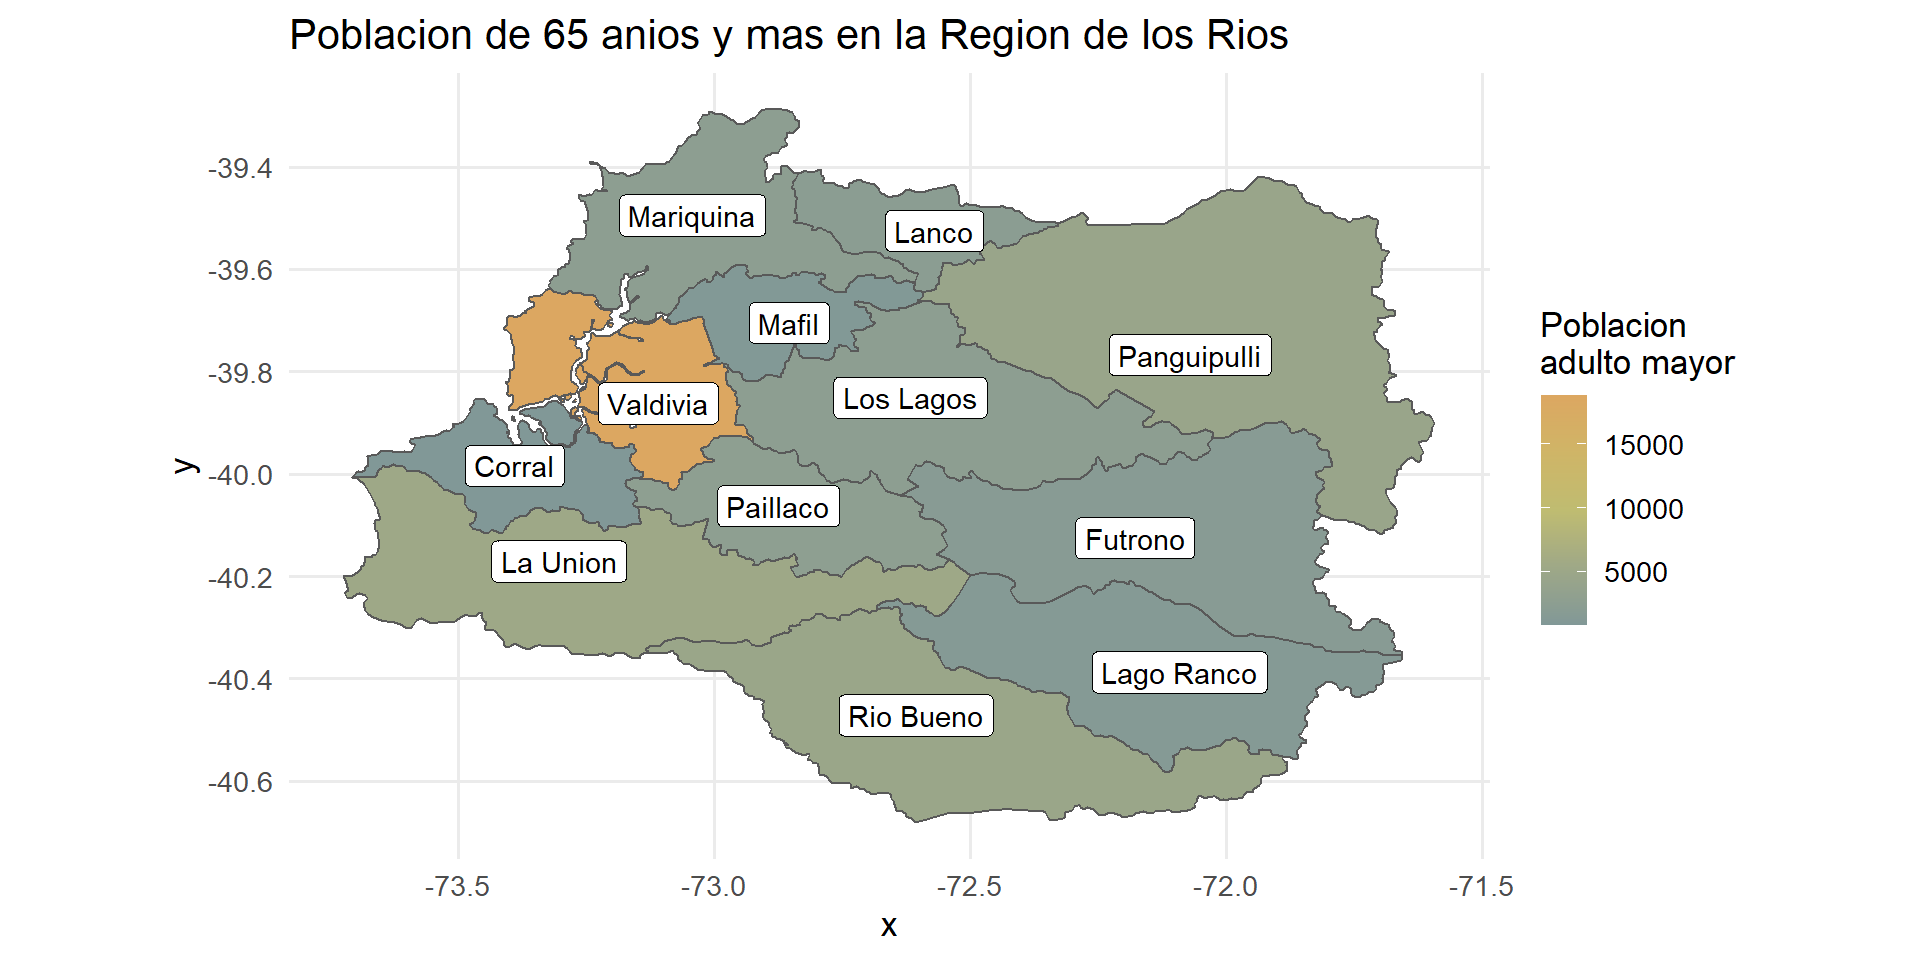 Poblacion de 65 anios y mas en la Region de los Rios
-39.4
-39.6
-39.8
-40.0
-40.2
-40.4
-40.6
y
Mariquina
Lanco
Mafil
Panguipulli
Los Lagos
Valdivia
Corral
Paillaco
Futrono
La Union
Lago Ranco
Rio Bueno
-73.5
-73.0
-72.5
-72.0
-71.5
x
Poblacion
adulto mayor
15000
10000
5000